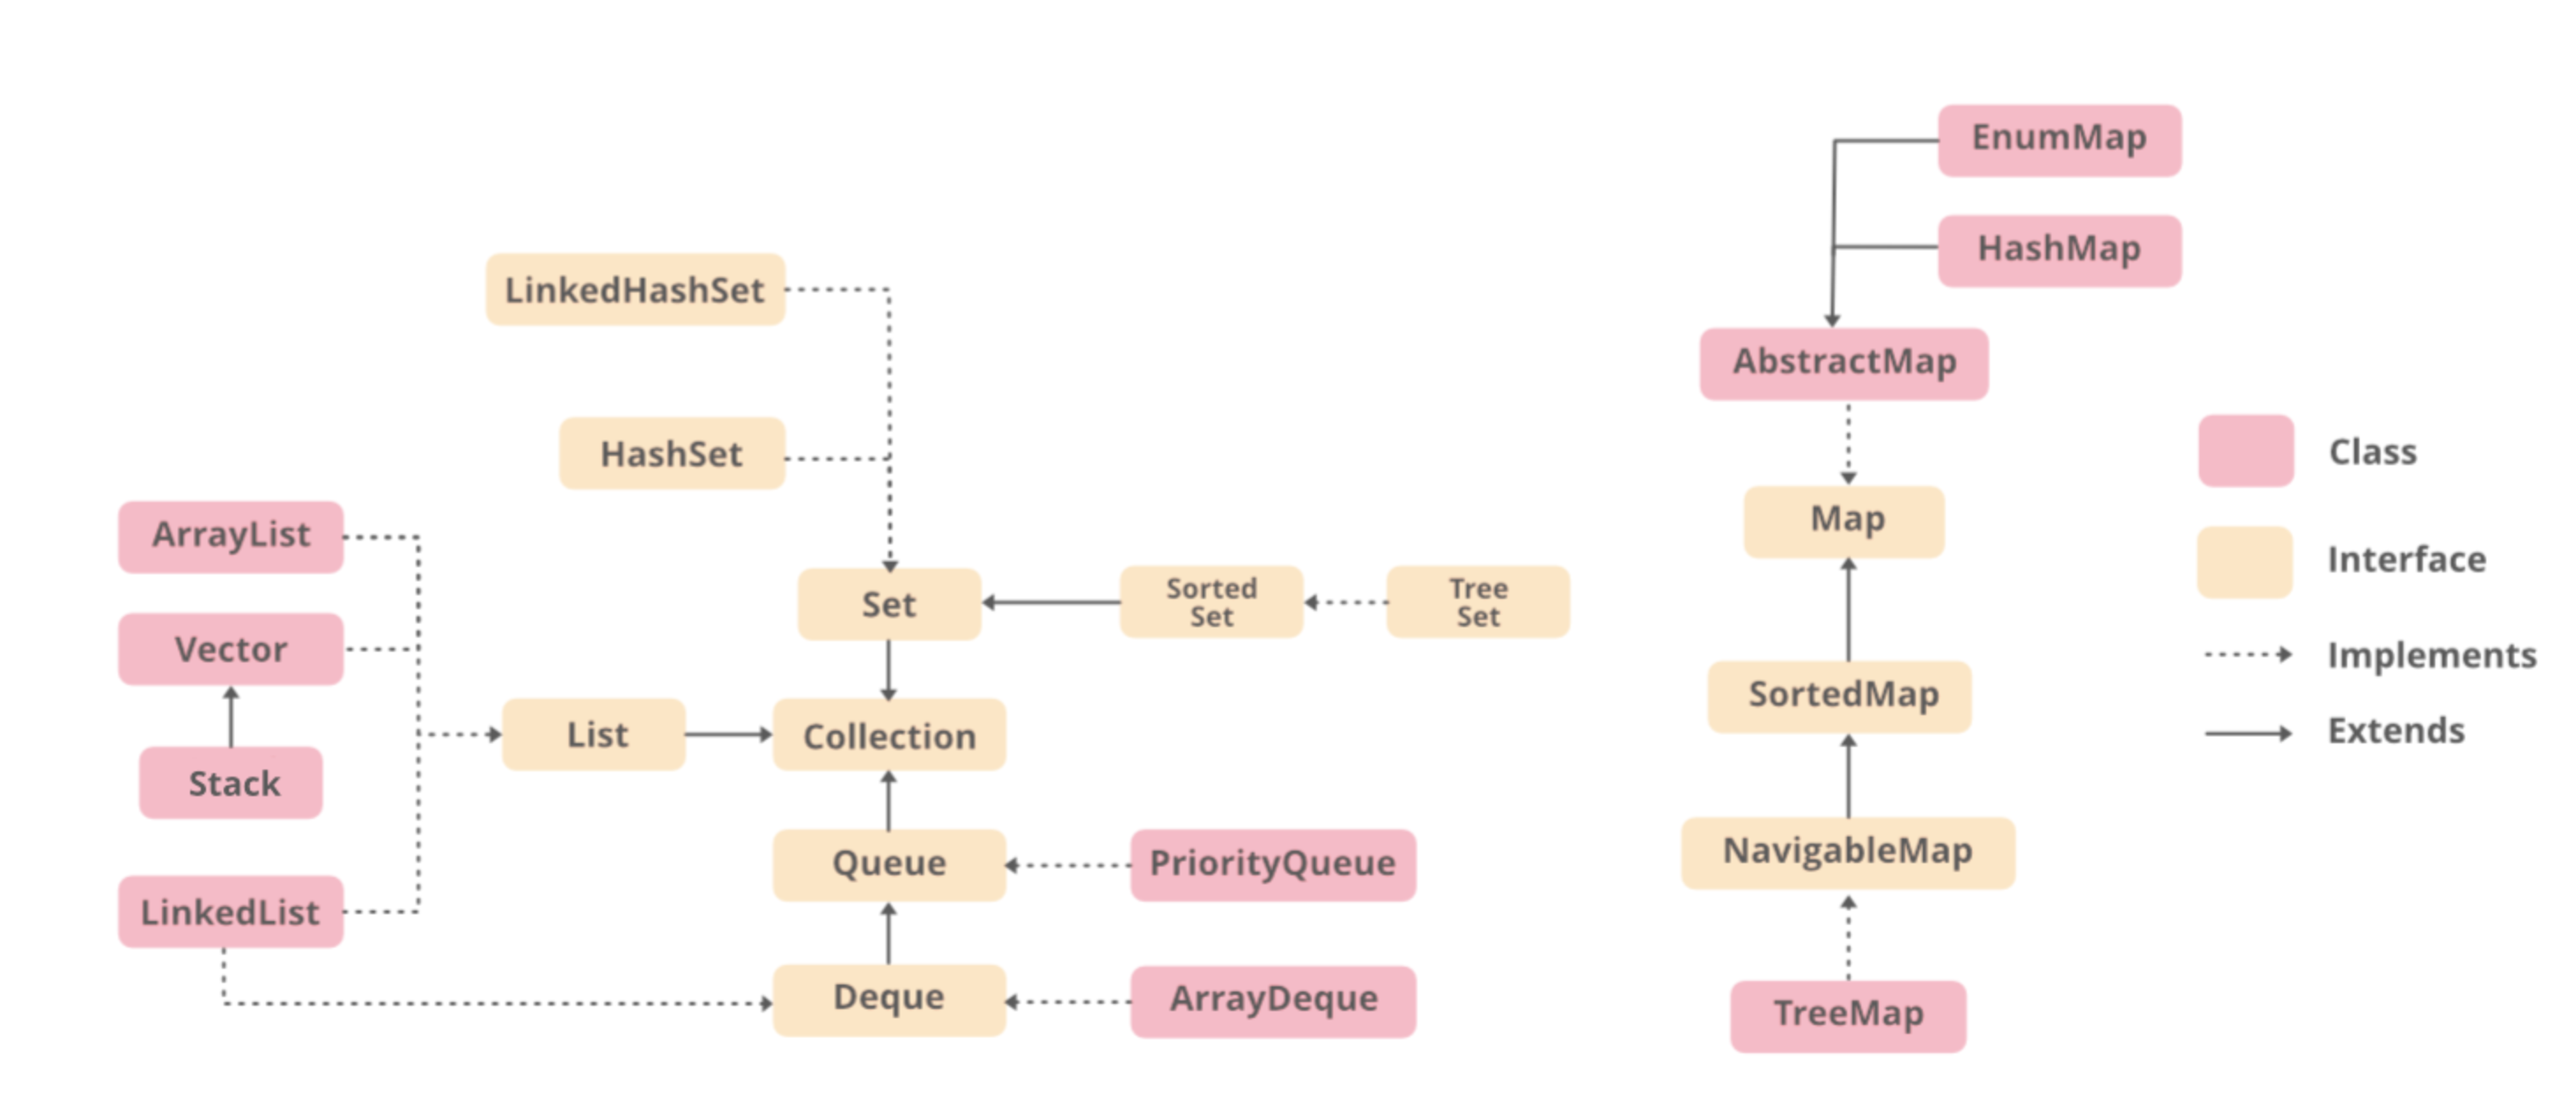 EnumMap
HashMap
LinkedHashSet
AbstractMap
HashSet
Class
ArrayList
Map
Interface
Set
Sorted
Set
Tree
Set
Vector
Implements
SortedMap
List
Collection
Extends
Stack
Queue
PriorityQueue
NavigableMap
LinkedList
Deque
ArrayDeque
TreeMap